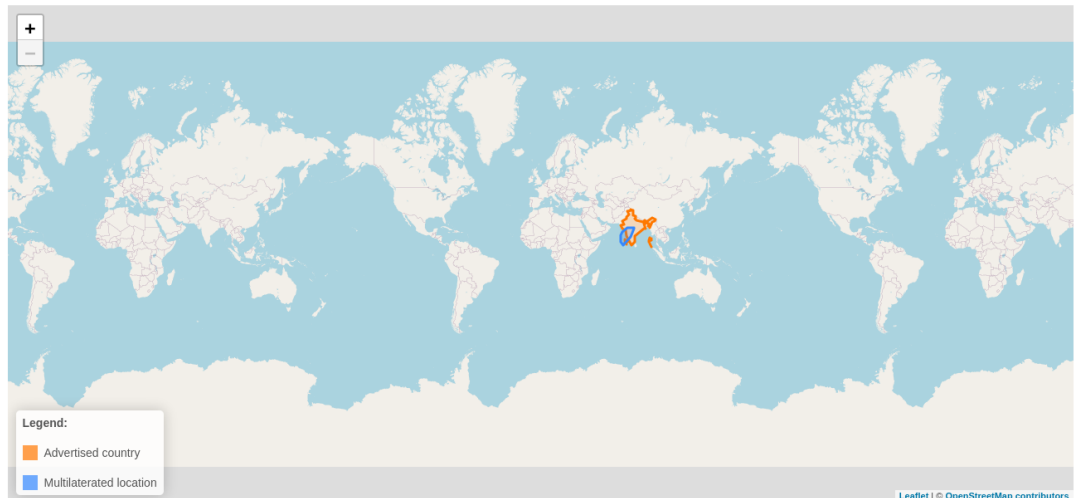 +
−
Legend:
Advertised country
Multilaterated location
Leaflet | © OpenStreetMap contributors